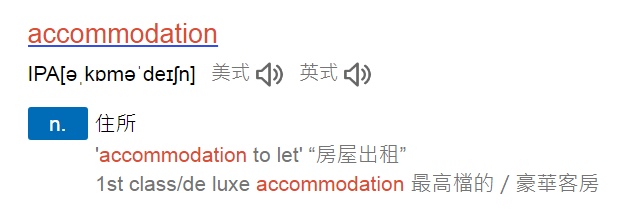 accommodation
IPA[əˌkɒməˈdeɪʃn] 美式 英式
n. 住所
'accommodation to let' “房屋出租”
1st class/de luxe accommodation 最高檔的 / 豪華客房